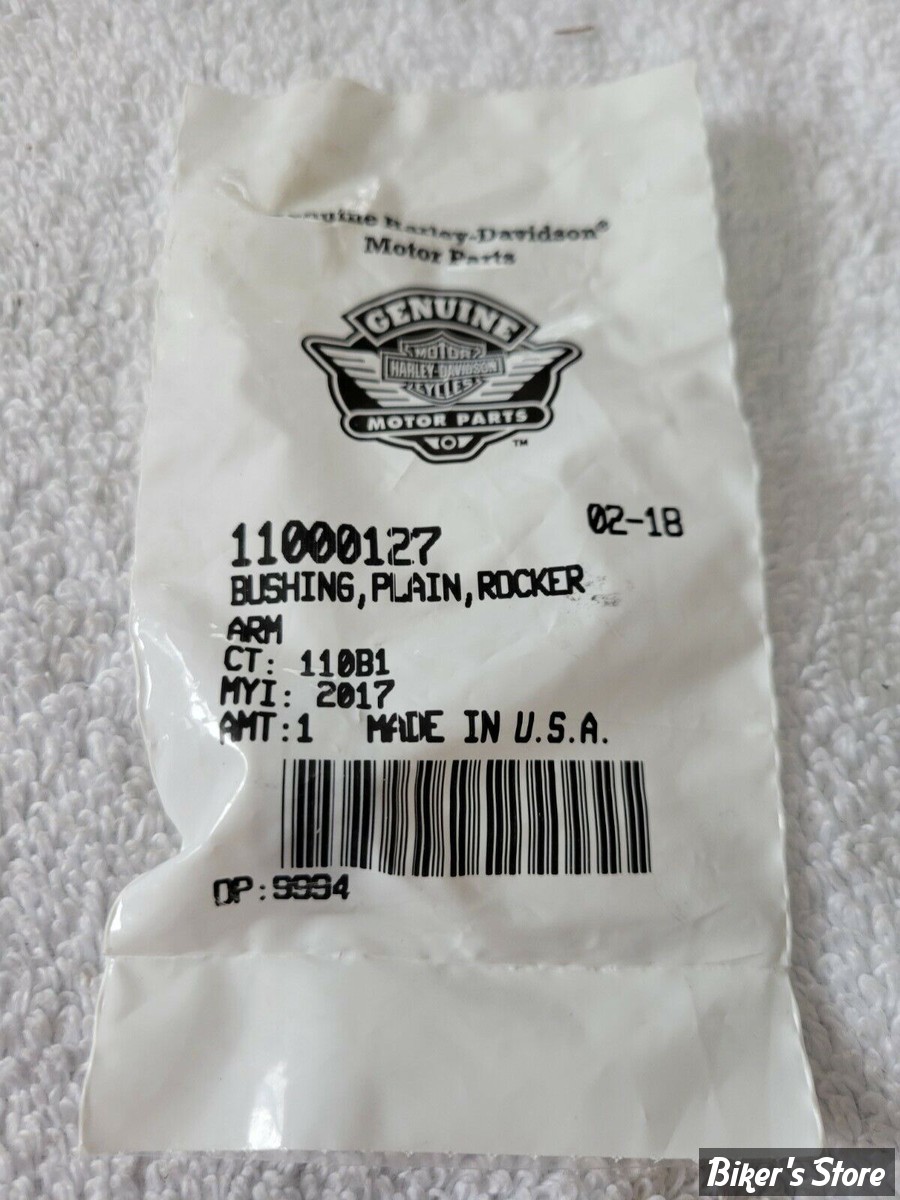 Genuine Harley-Davidson®
Motor Parts
GENUINE
MOTOR
HARLEY-DAVIDSON
CYCLES
MOTOR PARTS
TM
02-18
11000127
BUSHING,PLAIN,ROCKER
ARM
CT: 110B1
MYI: 2017
AMT:1 MADE IN U.S.A.
OP:9994
Biker's Store